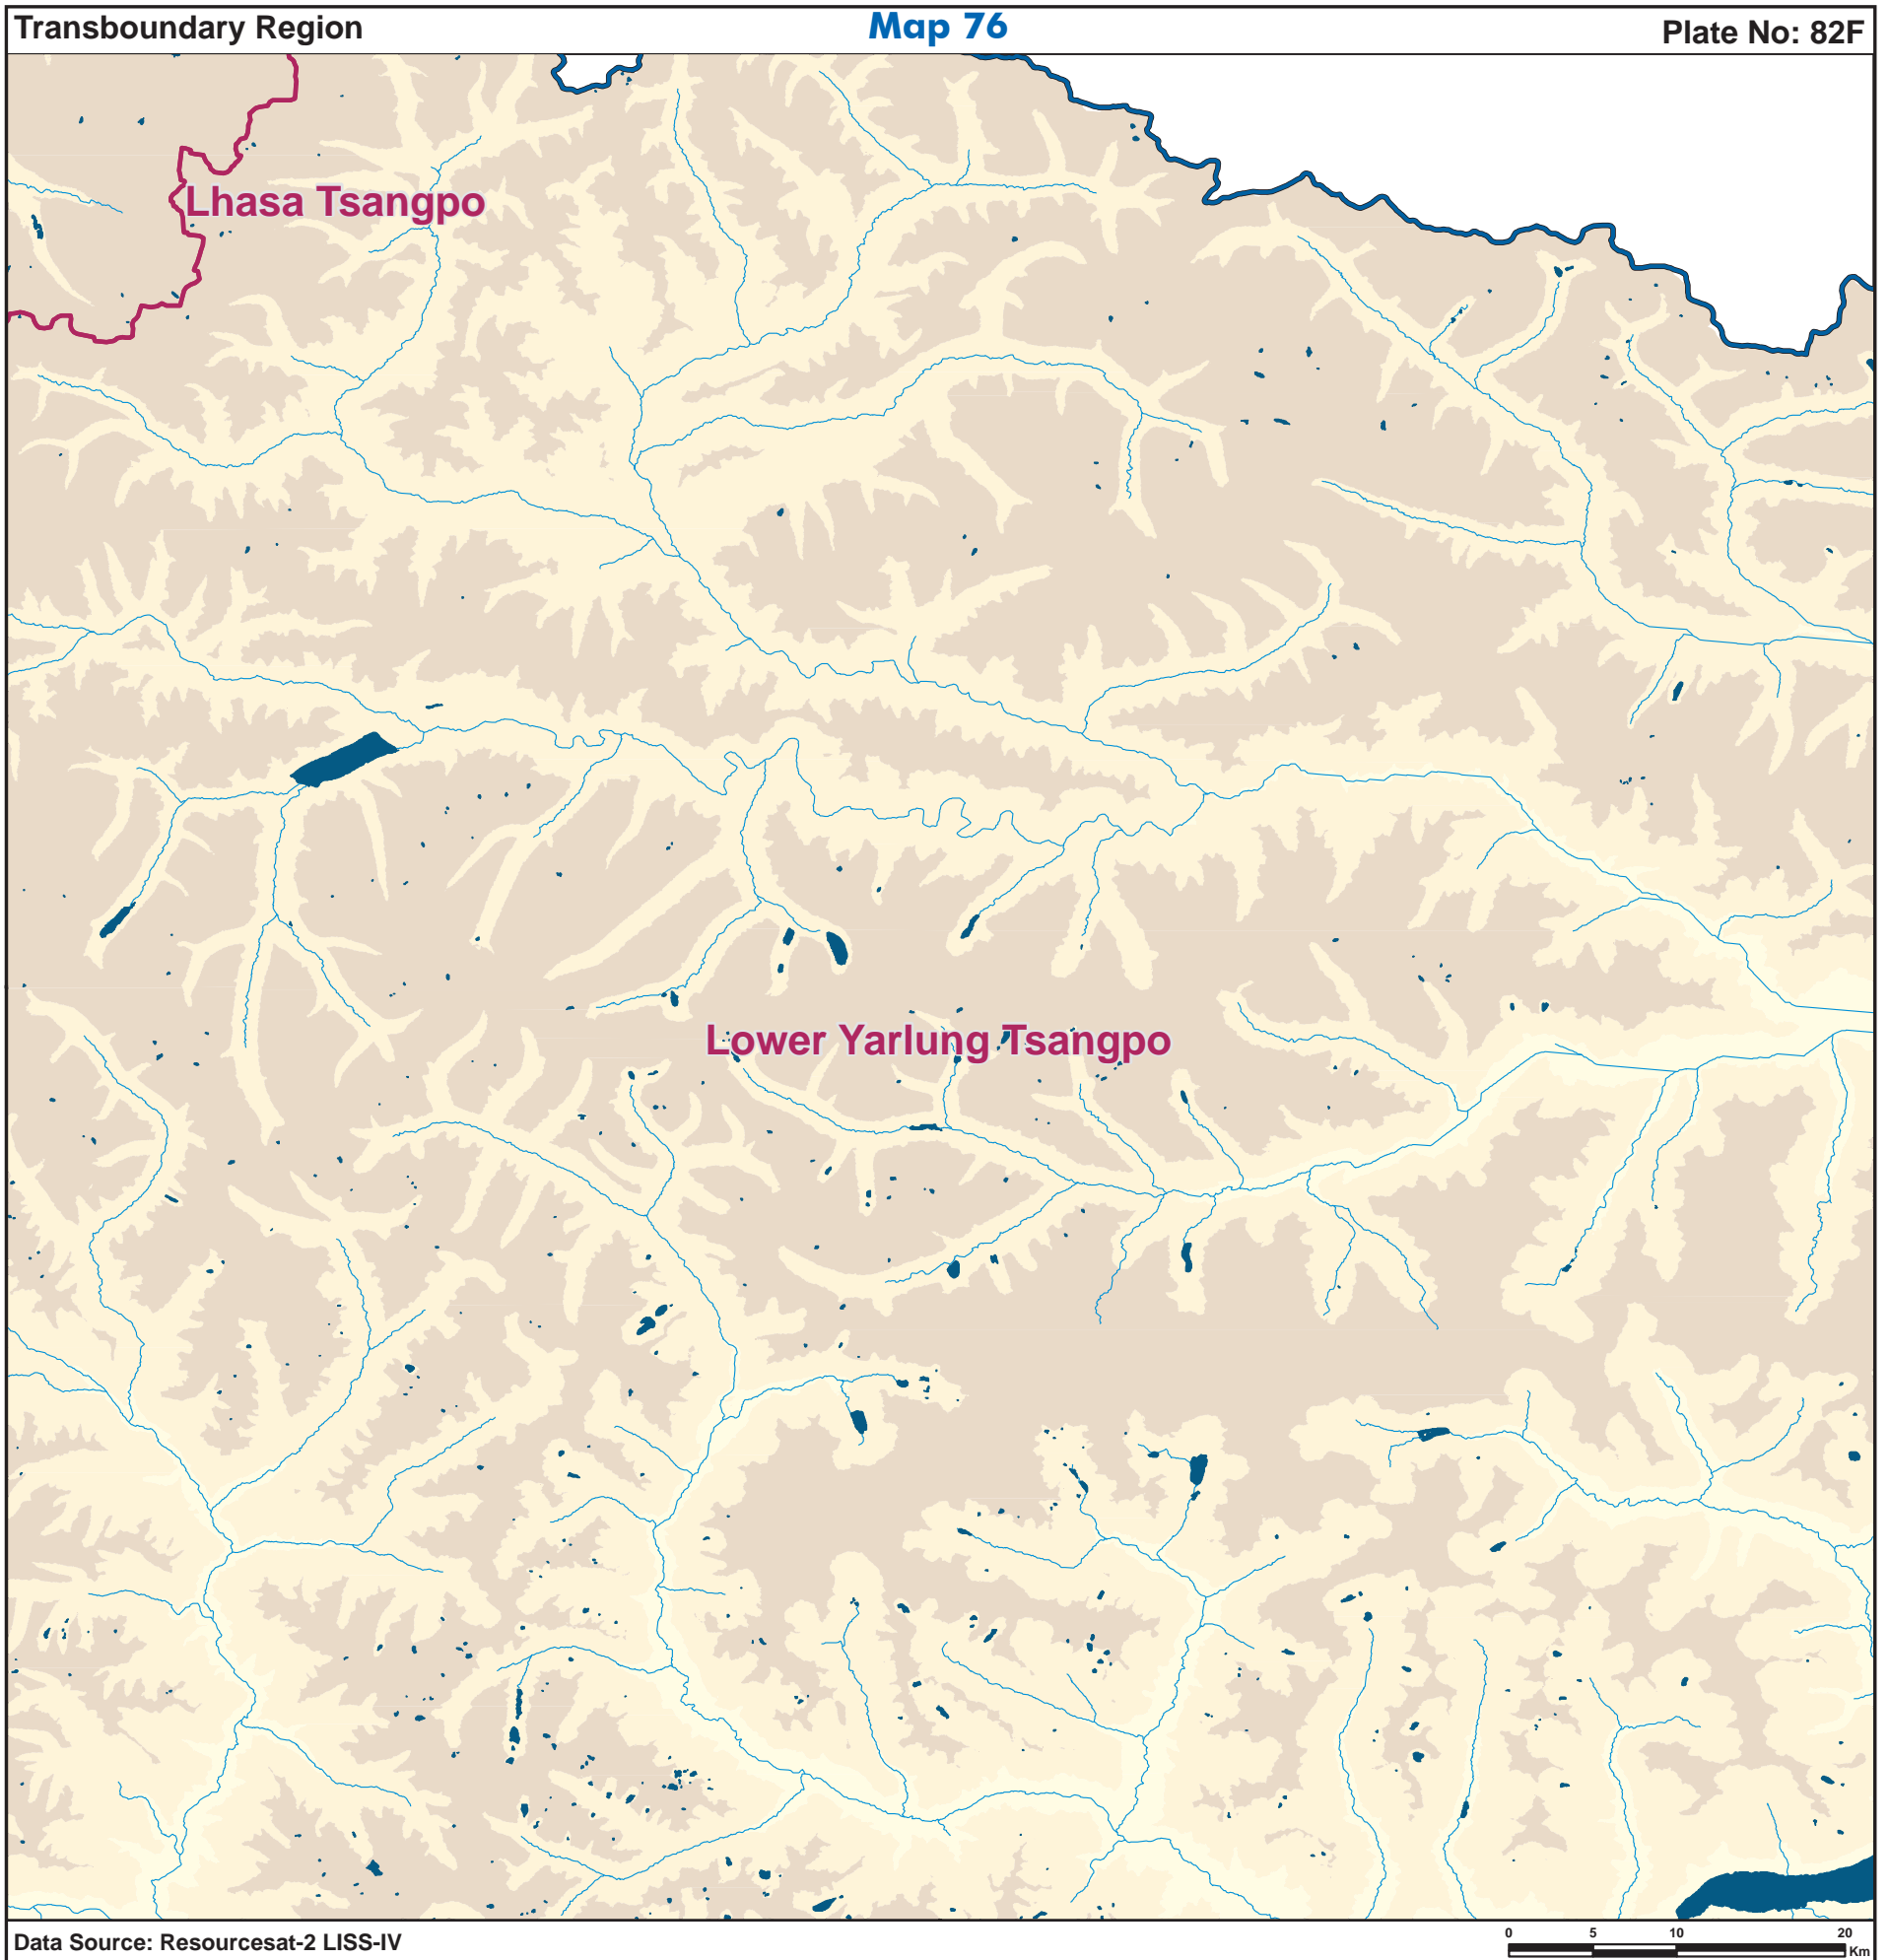 Transboundary Region
Map 76
Plate No: 82F
Lhasa Tsangpo
Lower Yarlung Tsangpo
Data Source: Resourcesat-2 LISS-IV
0 5 10 20
Km